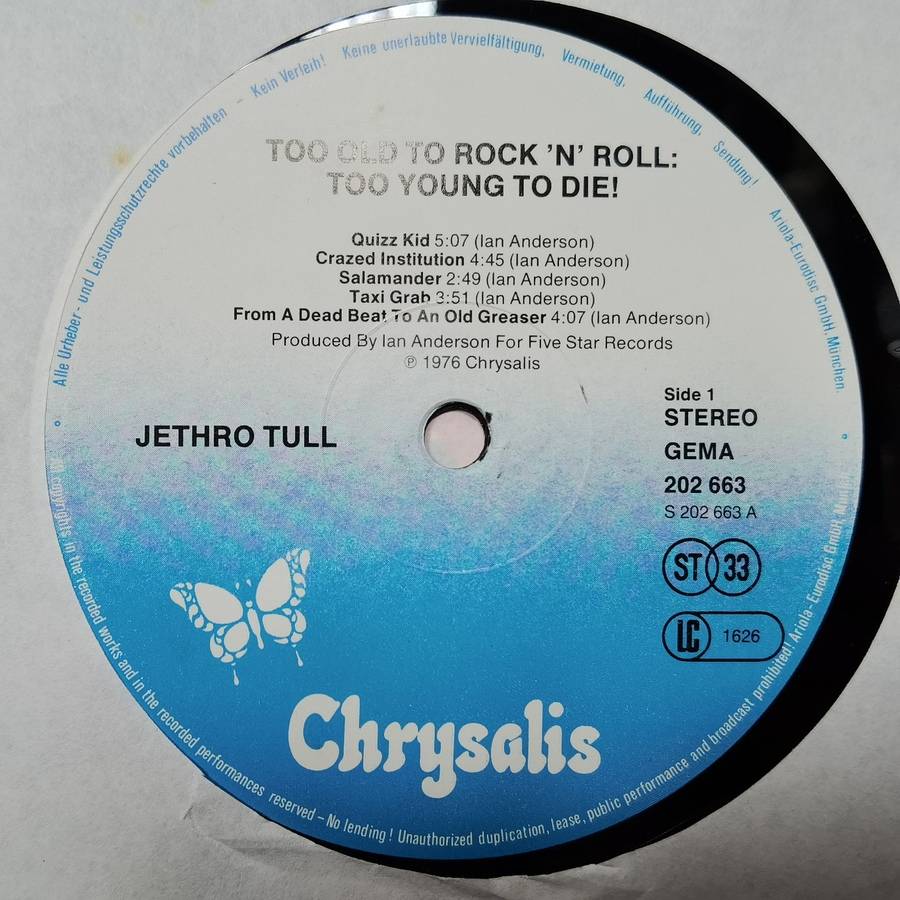 Alle Urheber- und Leistungsschutzrechte vorbehalten – Kein Verleih! Keine unerlaubte Vervielfältigung, Vermietung, Aufführung, Sendung! Ariola-Eurodisc GmbH, München.
TOO OLD TO ROCK 'N' ROLL:
TOO YOUNG TO DIE!
Quizz Kid 5:07 (Ian Anderson)
Crazed Institution 4:45 (Ian Anderson)
Salamander 2:49 (Ian Anderson)
Taxi Grab 3:51 (Ian Anderson)
From A Dead Beat To An Old Greaser 4:07 (Ian Anderson)
Produced By Ian Anderson For Five Star Records
℗ 1976 Chrysalis
JETHRO TULL
Side 1
STEREO
GEMA
202 663
S 202 663 A
ST 33
LC 1626
Chrysalis
All copyrights in the recorded works and in the recorded performances reserved – No lending! Unauthorized duplication, lease, public performance and broadcast prohibited! Ariola-Eurodisc GmbH, Munich